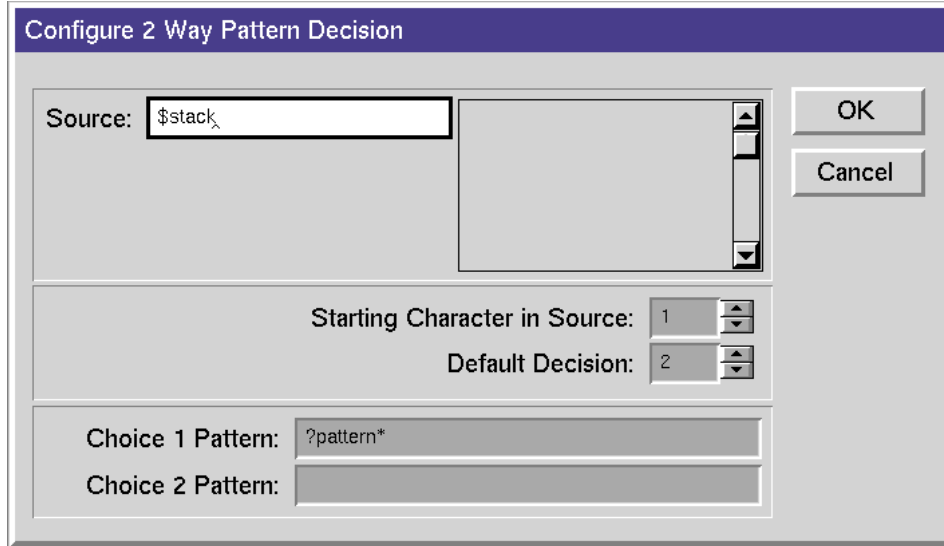 Configure 2 Way Pattern Decision
Source: $stack
OK
Cancel
Starting Character in Source: 1
Default Decision: 2
Choice 1 Pattern: ?pattern*
Choice 2 Pattern: